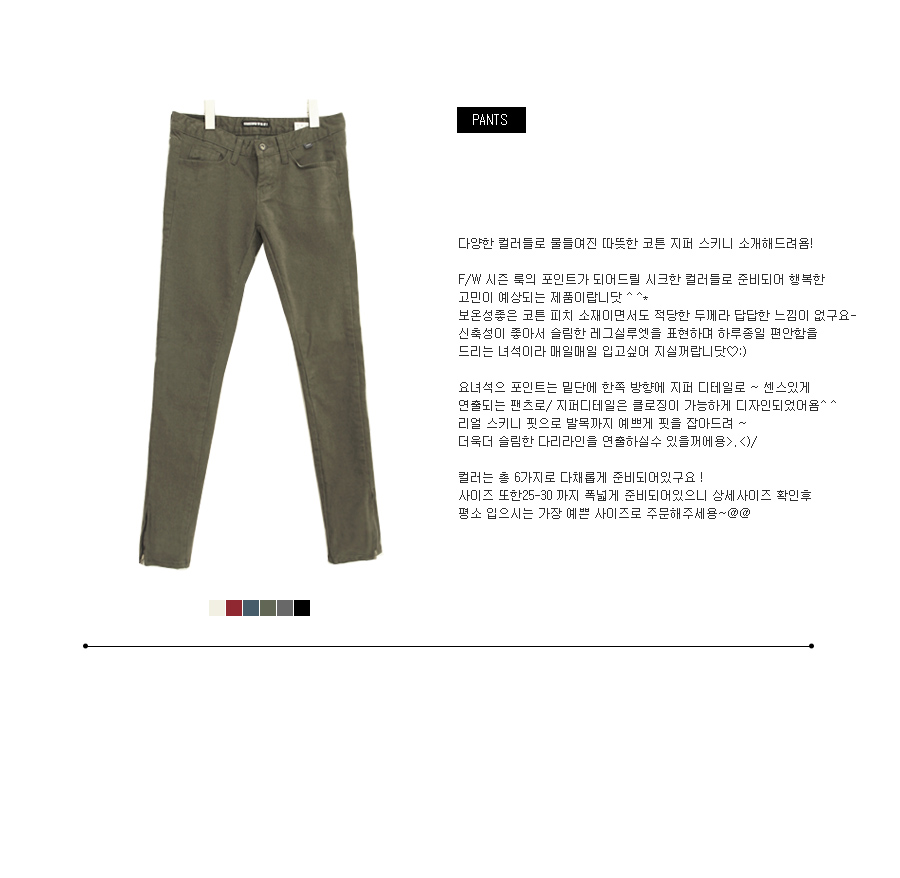 PANTS
다양한 컬러들로 물들여진 따뜻한 코튼 지퍼 스키니 소개해드려욤!
F/W 시즌 룩의 포인트가 되어드릴 시크한 컬러들로 준비되어 행복한
고민이 예상되는 제품이랍니닷 ^ ^*
보온성좋은 코튼 피치 소재이면서도 적당한 두께라 답답한 느낌이 없구요~
신축성이 좋아서 슬림한 레그실루엣을 표현하며 하루종일 편안함을
드리는 녀석이라 매일매일 입고싶어 지실꺼랍니닷♡:)
요녀석으 포인트는 밑단에 한쪽 방향에 지퍼 디테일로 ~ 센스있게
연출되는 팬츠로/ 지퍼디테일은 클로징이 가능하게 디자인되었어욤^ ^
리얼 스키니 핏으로 발목까지 예쁘게 핏을 잡아드려 ~
더욱더 슬림한 다리라인을 연출하실수 있을꺼에용>.<)/
컬러는 총 6가지로 다채롭게 준비되어있구요 !
사이즈 또한25-30 까지 폭넓게 준비되어있으니 상세사이즈 확인후
평소 입으시는 가장 예쁜 사이즈로 주문해주세용~@@